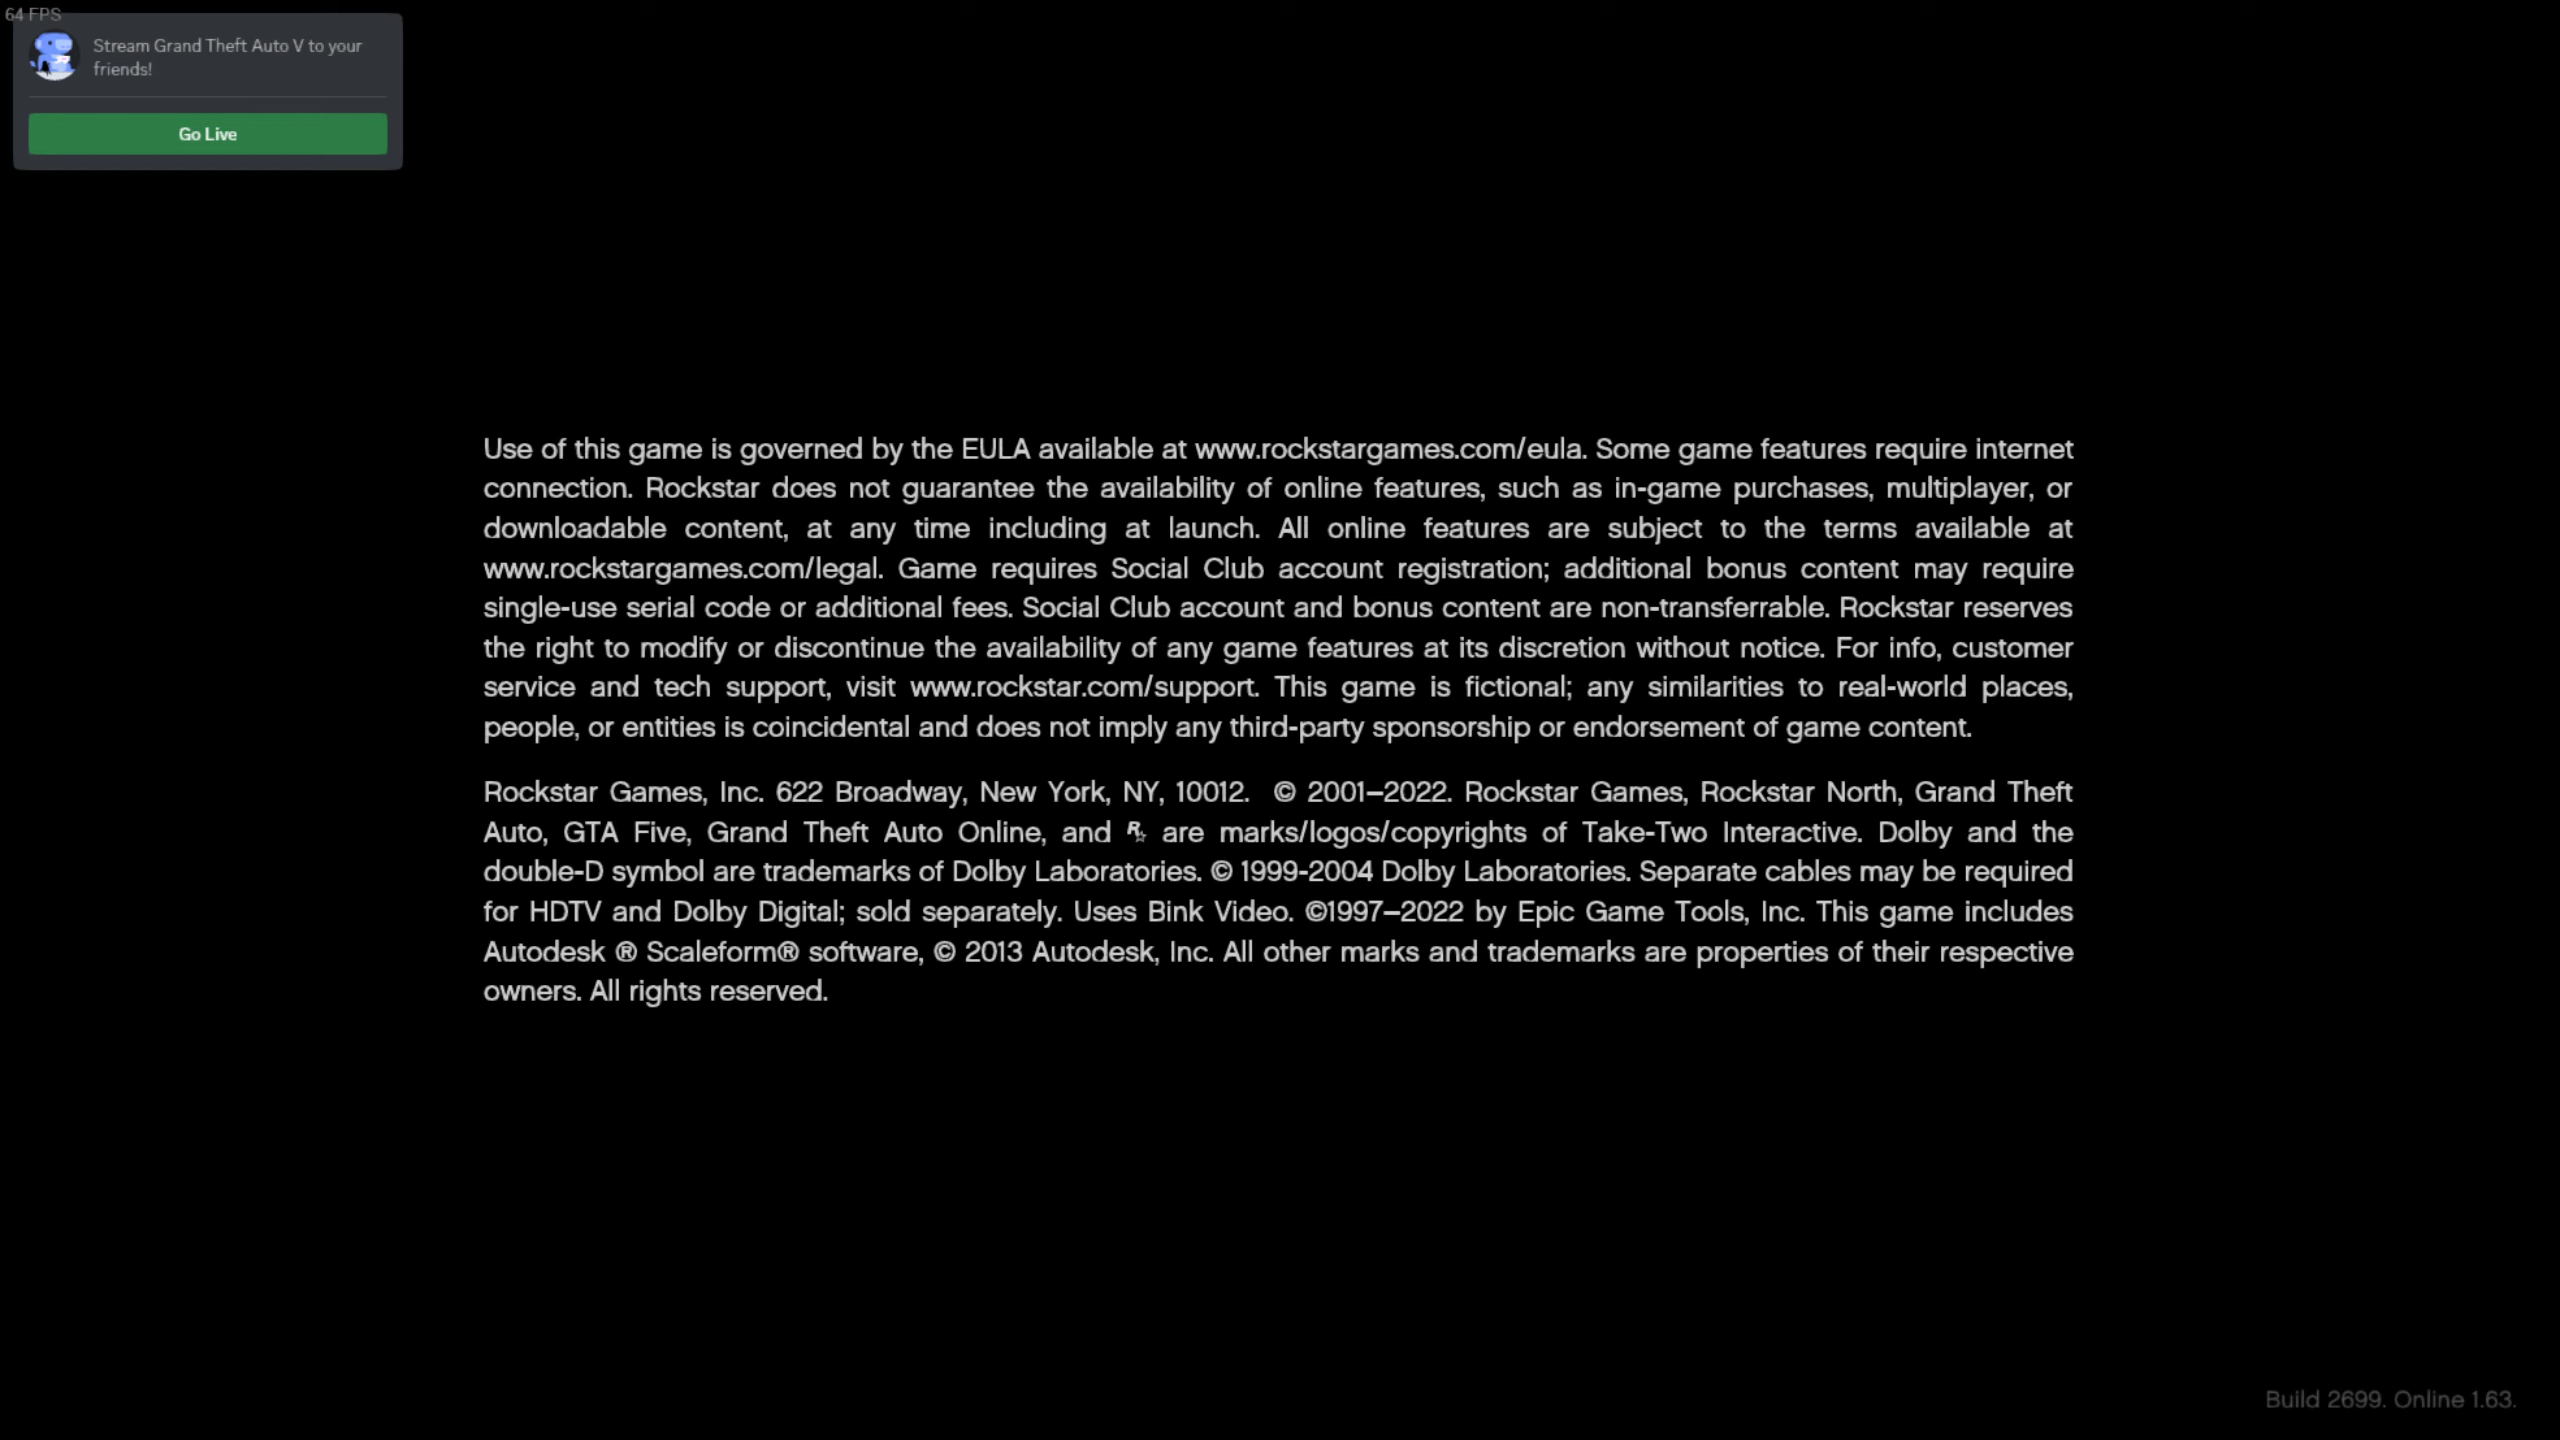 64 FPS
Stream Grand Theft Auto V to your
friends!
Go Live
Use of this game is governed by the EULA available at www.rockstargames.com/eula. Some game features require internet
connection. Rockstar does not guarantee the availability of online features, such as in-game purchases, multiplayer, or
downloadable content, at any time including at launch. All online features are subject to the terms available at
www.rockstargames.com/legal. Game requires Social Club account registration; additional bonus content may require
single-use serial code or additional fees. Social Club account and bonus content are non-transferrable. Rockstar reserves
the right to modify or discontinue the availability of any game features at its discretion without notice. For info, customer
service and tech support, visit www.rockstar.com/support. This game is fictional; any similarities to real-world places,
people, or entities is coincidental and does not imply any third-party sponsorship or endorsement of game content.
Rockstar Games, Inc. 622 Broadway, New York, NY, 10012. © 2001–2022. Rockstar Games, Rockstar North, Grand Theft
Auto, GTA Five, Grand Theft Auto Online, and R☆ are marks/logos/copyrights of Take-Two Interactive. Dolby and the
double-D symbol are trademarks of Dolby Laboratories. © 1999-2004 Dolby Laboratories. Separate cables may be required
for HDTV and Dolby Digital; sold separately. Uses Bink Video. ©1997–2022 by Epic Game Tools, Inc. This game includes
Autodesk ® Scaleform® software, © 2013 Autodesk, Inc. All other marks and trademarks are properties of their respective
owners. All rights reserved.
Build 2699. Online 1.63.